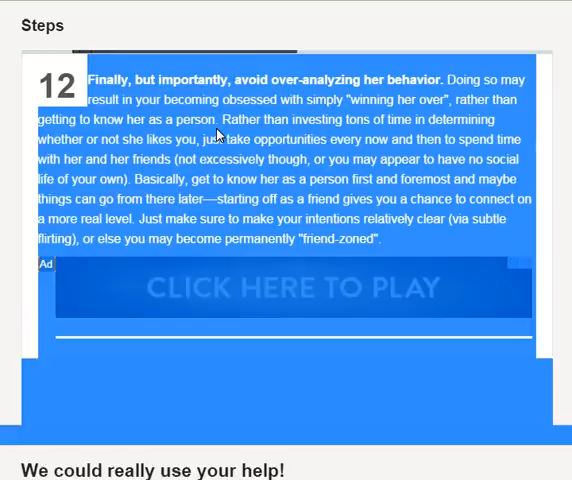 Steps
12 Finally, but importantly, avoid over-analyzing her behavior. Doing so may
result in your becoming obsessed with simply "winning her over", rather than
getting to know her as a person. Rather than investing tons of time in determining
whether or not she likes you, just take opportunities every now and then to spend time
with her and her friends (not excessively though, or you may appear to have no social
life of your own). Basically, get to know her as a person first and foremost and maybe
things can go from there later—starting off as a friend gives you a chance to connect on
a more real level. Just make sure to make your intentions relatively clear (via subtle
flirting), or else you may become permanently "friend-zoned".
Ad
CLICK HERE TO PLAY
We could really use your help!